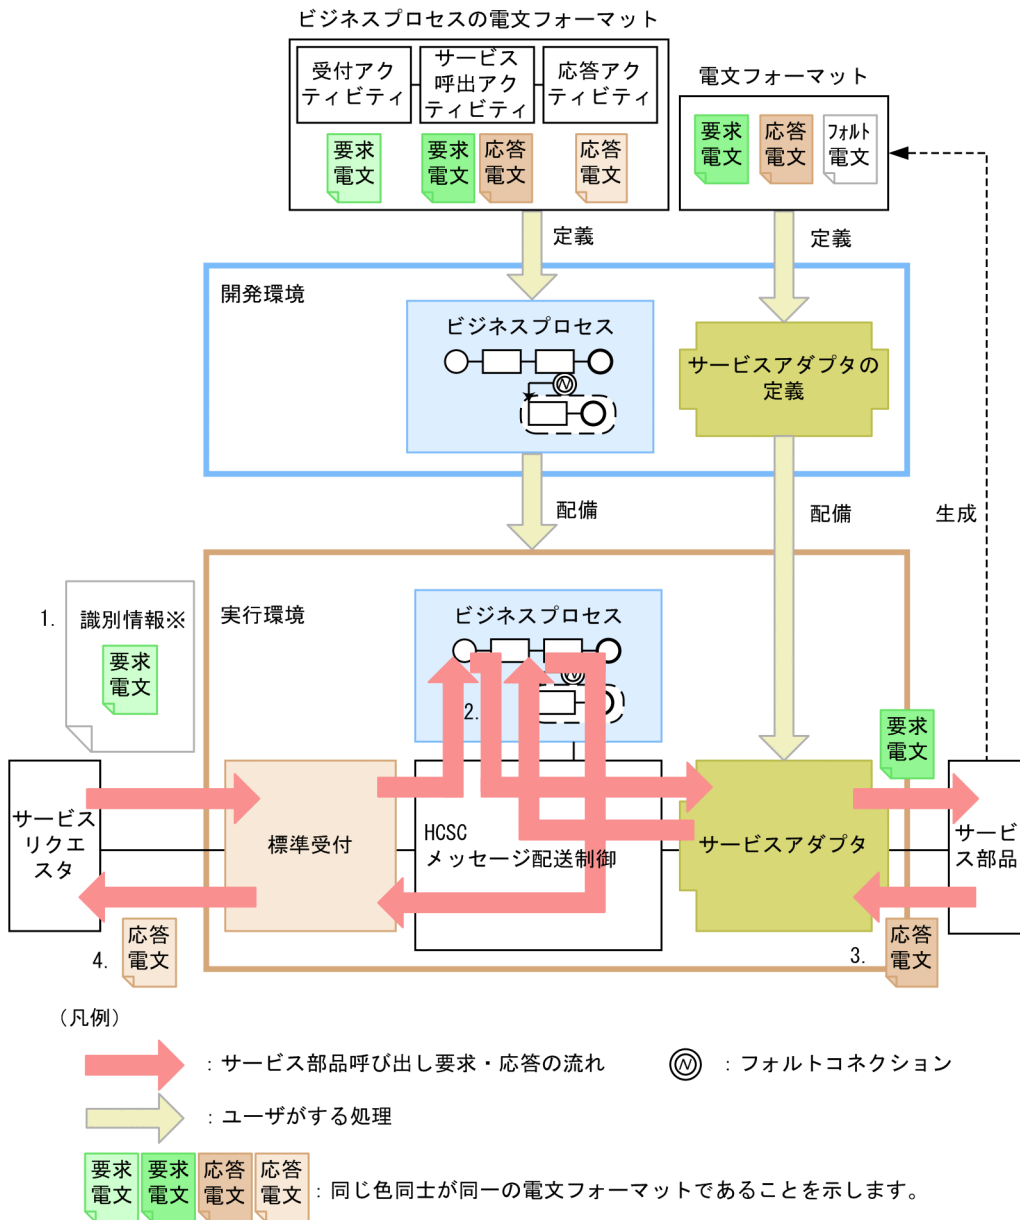 ビジネスプロセスの電文フォーマット
受付アク
ティビティ
サービス
呼出アク
ティビティ
応答アク
ティビティ
要求
電文
要求
電文
応答
電文
応答
電文
電文フォーマット
要求
電文
応答
電文
フォルト
電文
定義
定義
開発環境
ビジネスプロセス
サービスアダプタの
定義
配備
配備
生成
1.
識別情報※
要求
電文
実行環境
ビジネスプロセス
2.
要求
電文
サービス
リクエ
スタ
標準受付
HCSC
メッセージ配送制御
サービスアダプタ
サービ
ス部品
4.
応答
電文
3.
応答
電文
（凡例）
：サービス部品呼び出し要求・応答の流れ
：フォルトコネクション
：ユーザがする処理
要求
電文
要求
電文
応答
電文
応答
電文
：同じ色同士が同一の電文フォーマットであることを示します。